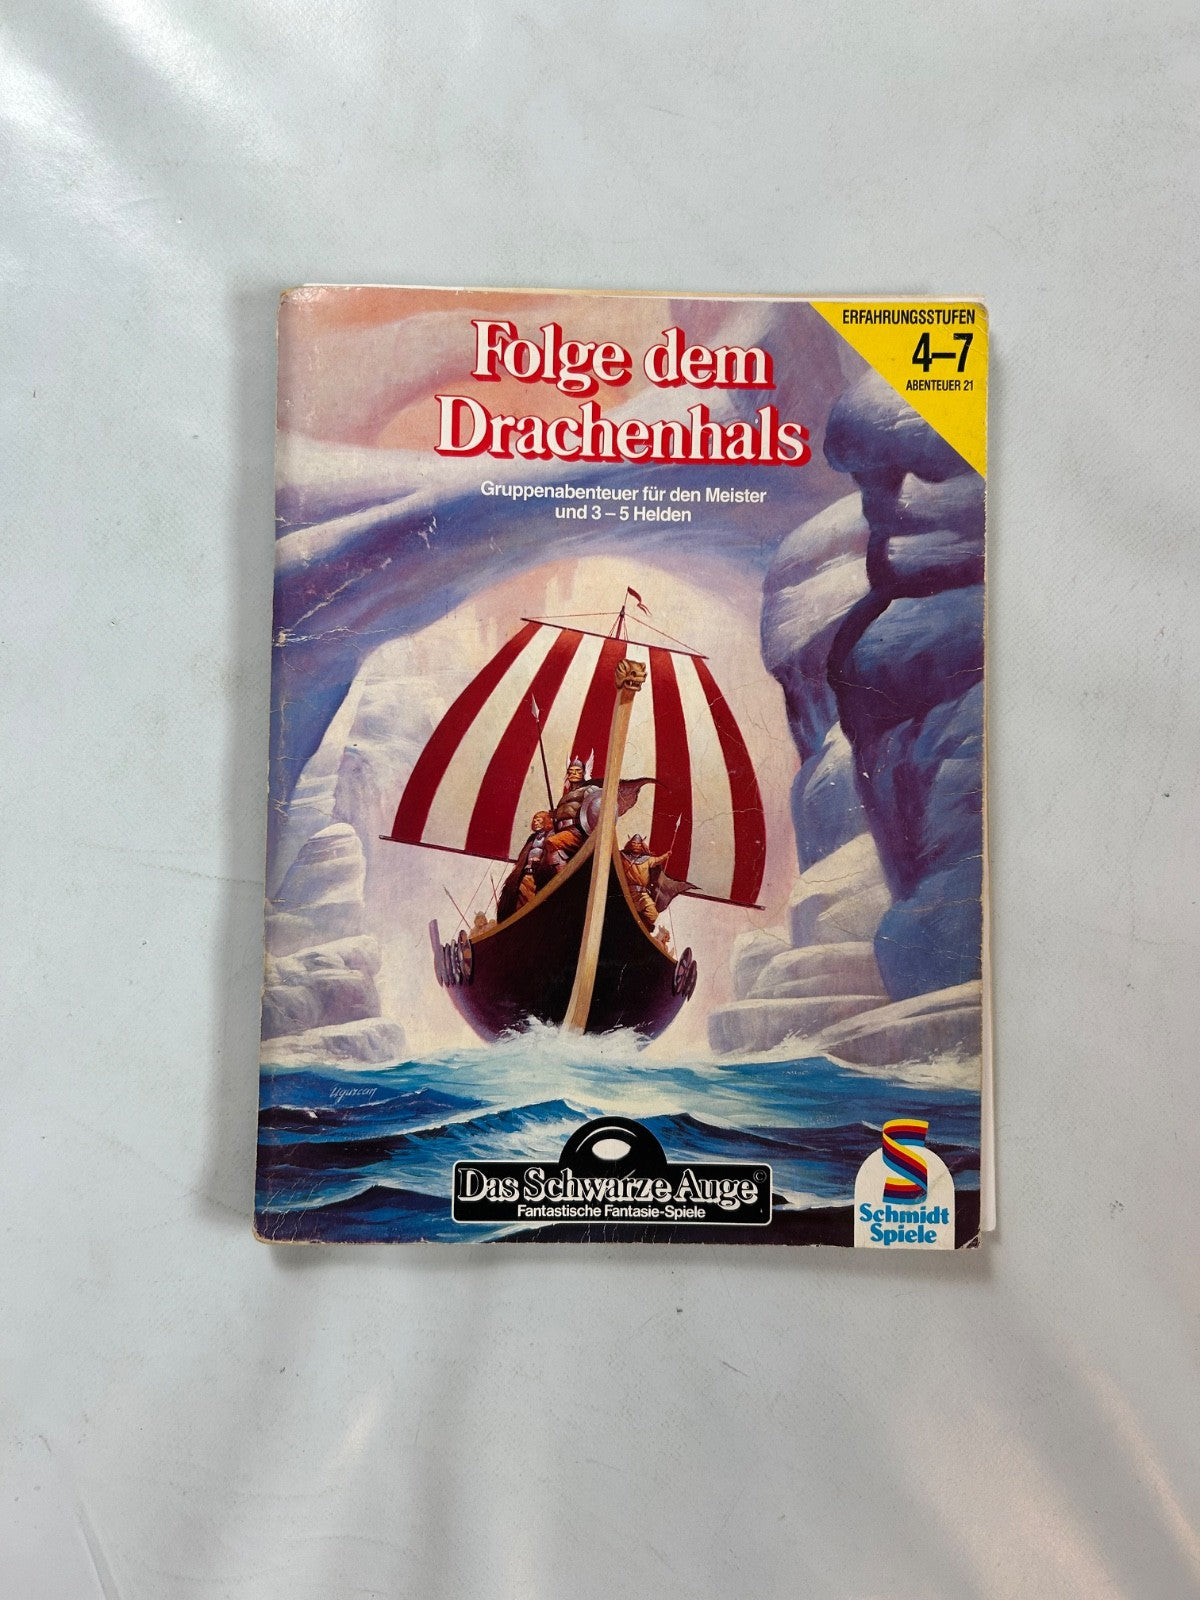 Folge dem
Drachenhals
Gruppenabenteuer für den Meister
und 3 – 5 Helden
ERFAHRUNGSSTUFEN
4–7
ABENTEUER 21
Ugurcan
Das Schwarze Auge©
Fantastische Fantasie-Spiele
Schmidt
Spiele